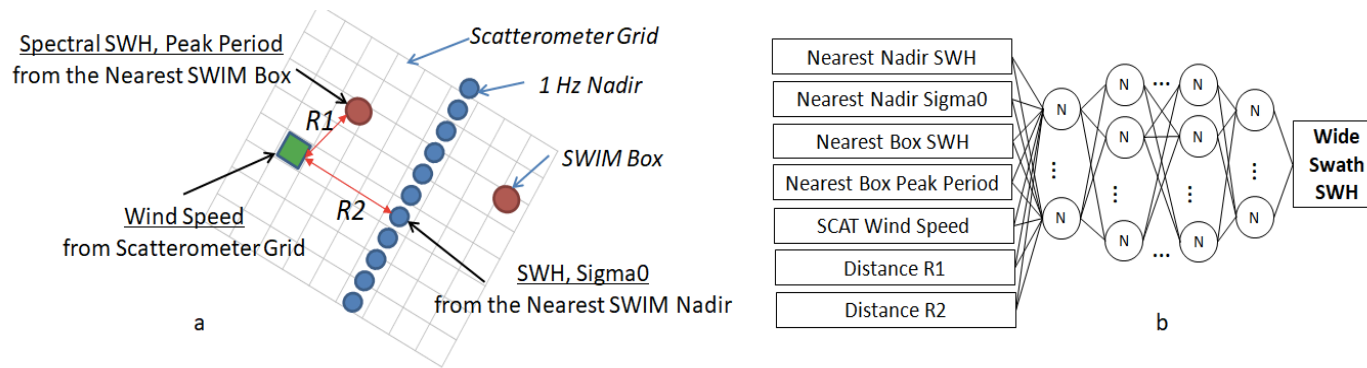 Spectral SWH, Peak Period
from the Nearest SWIM Box
Scatterometer Grid
1 Hz Nadir
R1
SWIM Box
R2
Wind Speed
from Scatterometer Grid
SWH, Sigma0
from the Nearest SWIM Nadir
a
Nearest Nadir SWH
Nearest Nadir Sigma0
Nearest Box SWH
Nearest Box Peak Period
SCAT Wind Speed
Distance R1
Distance R2
N
N
N
N
...
N
N
N
N
...
N
N
Wide
Swath
SWH
b